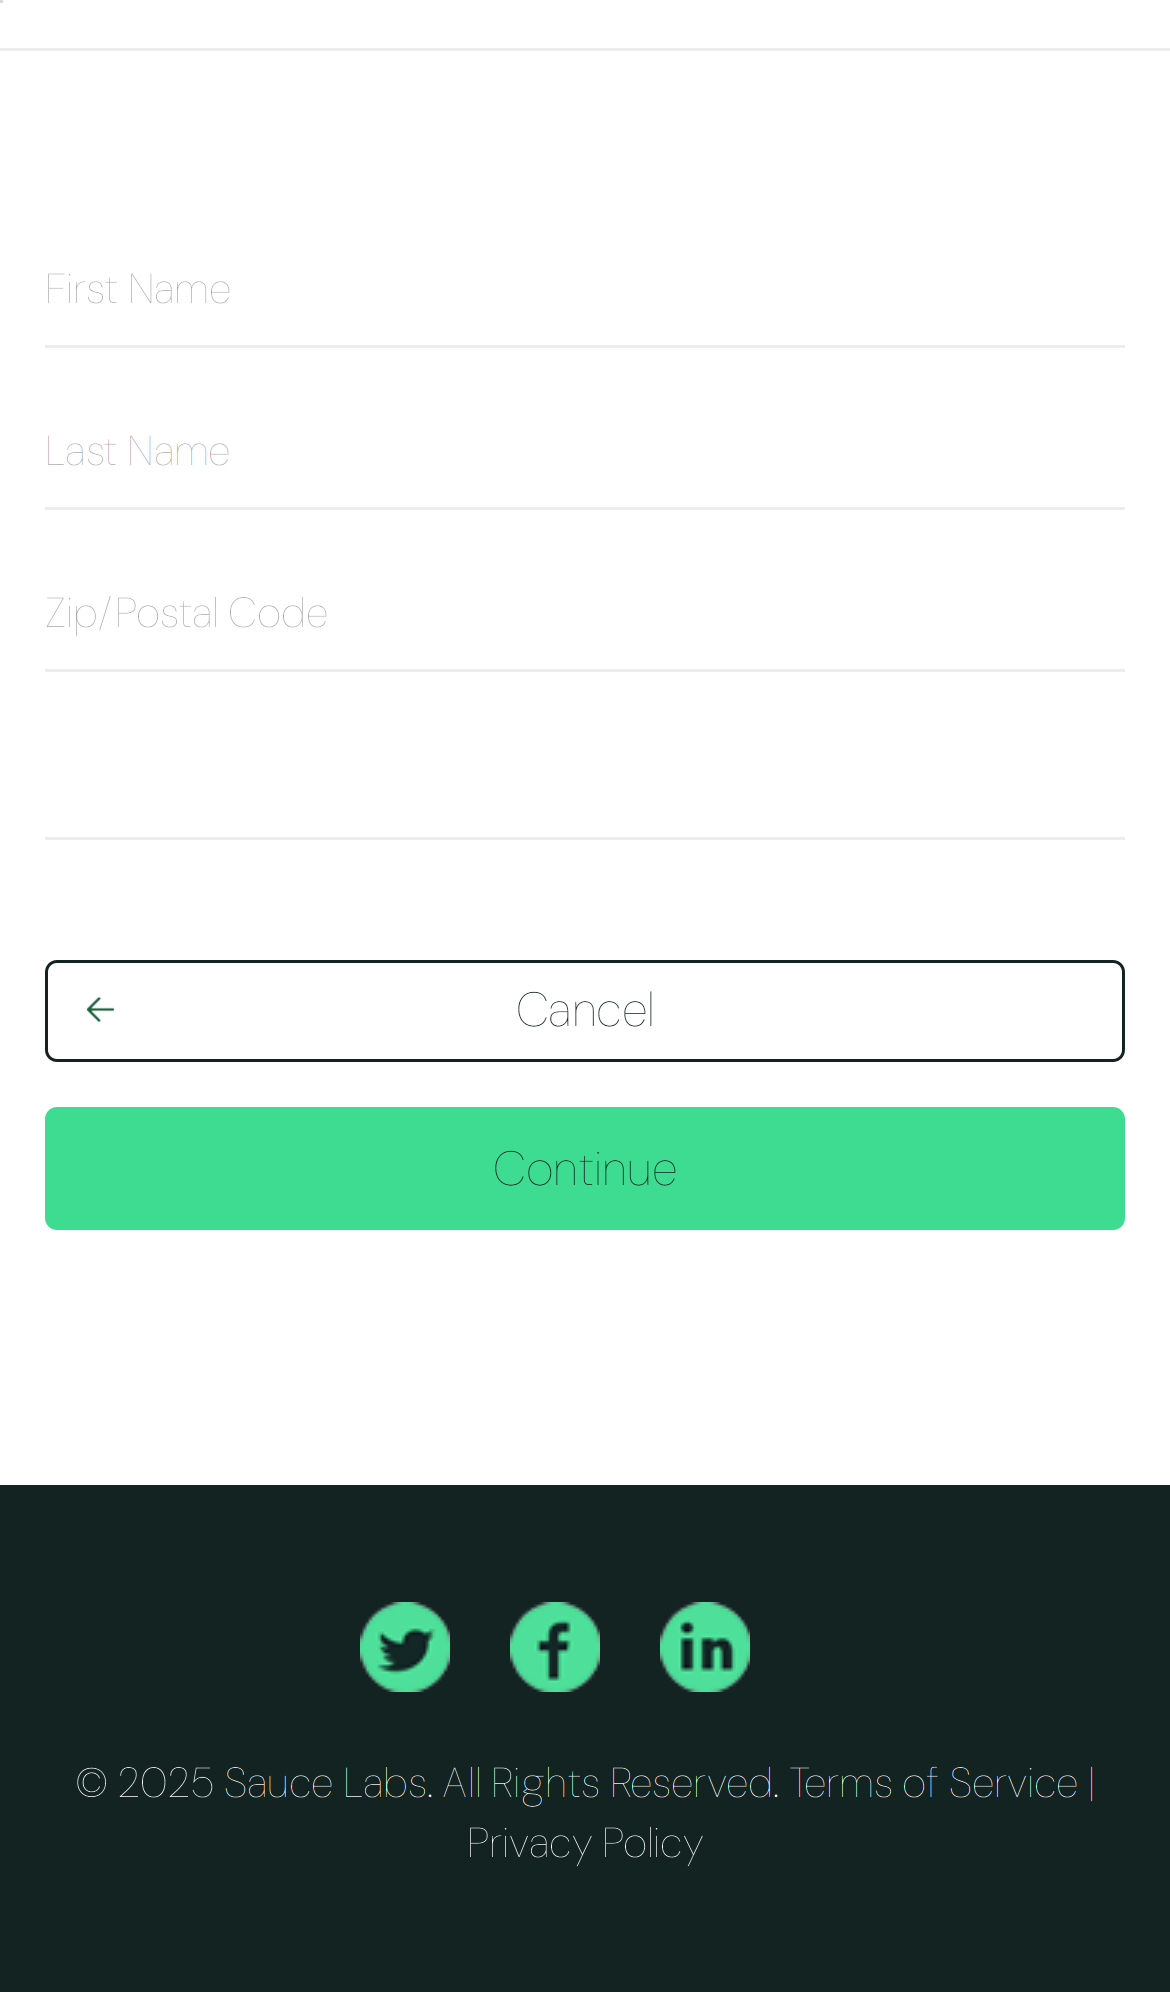 First Name
Last Name
Zip/Postal Code
Cancel
Continue
© 2025 Sauce Labs. All Rights Reserved. Terms of Service |
Privacy Policy